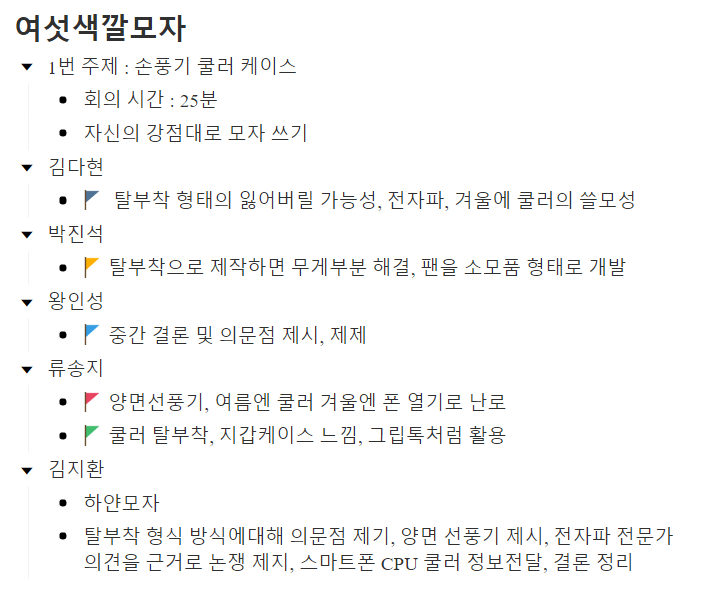 여섯색깔모자
1번 주제 : 손풍기 쿨러 케이스
회의 시간 : 25분
자신의 강점대로 모자 쓰기
김다현
탈부착 형태의 잃어버릴 가능성, 전자파, 겨울에 쿨러의 쓸모성
박진석
탈부착으로 제작하면 무게부분 해결, 팬을 소모품 형태로 개발
왕인성
중간 결론 및 의문점 제시, 제제
류송지
양면선풍기, 여름엔 쿨러 겨울엔 폰 열기로 난로
쿨러 탈부착, 지갑케이스 느낌, 그립톡처럼 활용
김지환
하얀모자
탈부착 형식 방식에대해 의문점 제기, 양면 선풍기 제시, 전자파 전문가
의견을 근거로 논쟁 제지, 스마트폰 CPU 쿨러 정보전달, 결론 정리